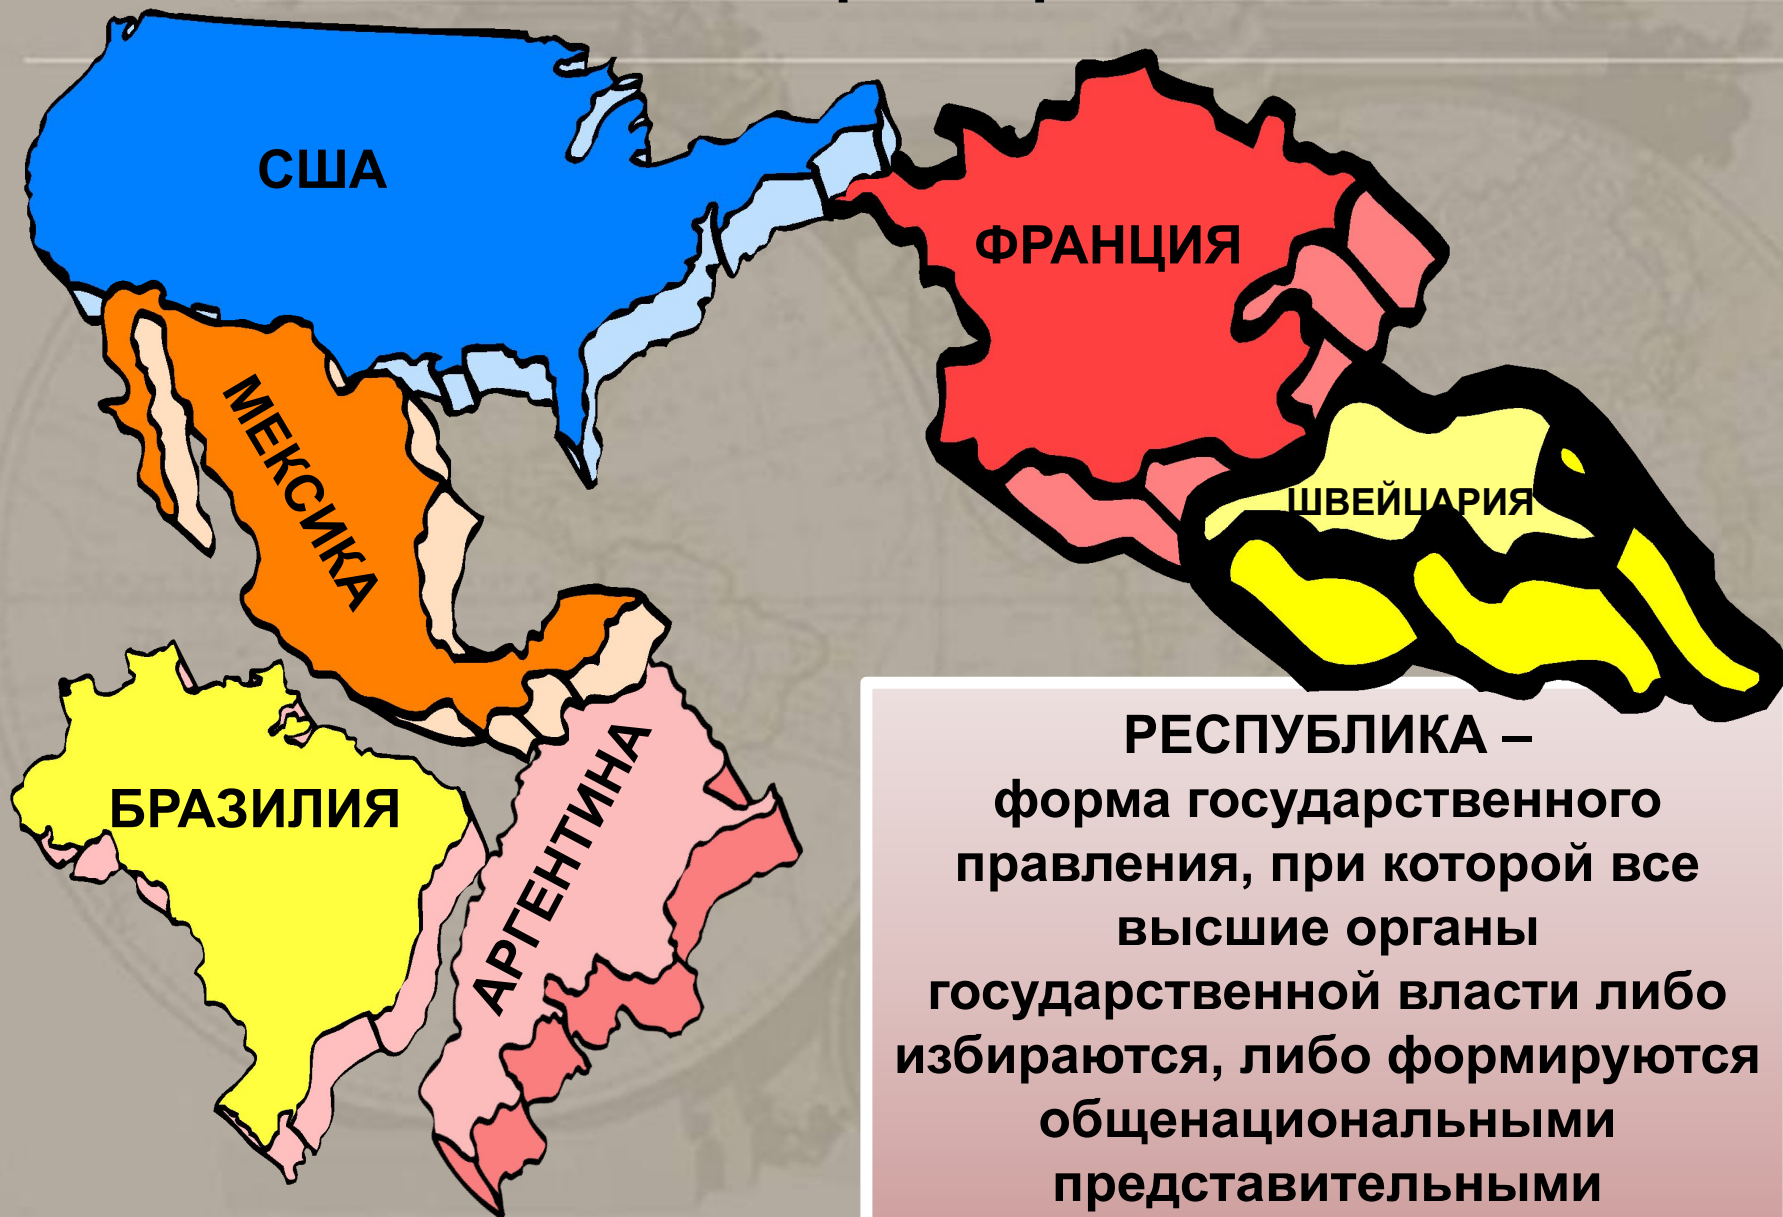 США
ФРАНЦИЯ
МЕКСИКА
ШВЕЙЦАРИЯ
БРАЗИЛИЯ
АРГЕНТИНА
РЕСПУБЛИКА –
форма государственного
правления, при которой все
высшие органы
государственной власти либо
избираются, либо формируются
общенациональными
представительными